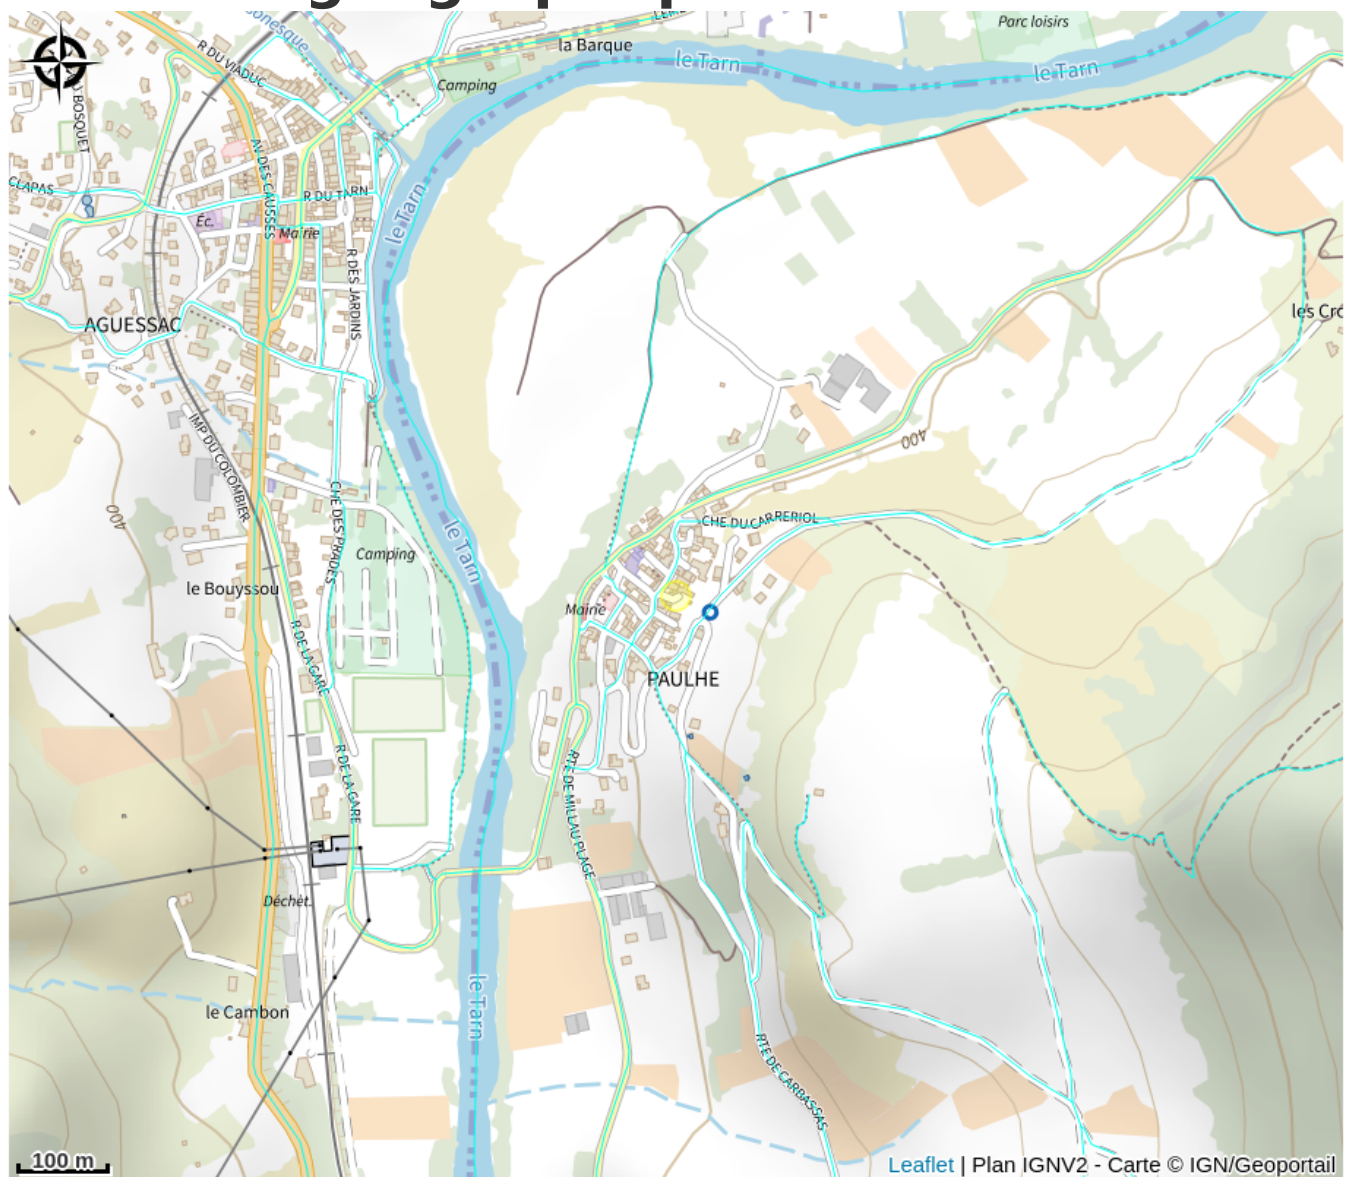 Parc loisirs
la Barque
le Tarn
le Tarn
R DU VIADUC
Camping
BOSQUET
AV DES CAUSSES
CLAPAS
R DU TARN
le Tarn
Éc.
Mairie
R DES JARDINS
AGUESSAC
les Cro
IMP DU COLOMBIER
400
400
CHE DES PRADES
CHE DU CARRERIOL
le Tarn
Camping
le Bouyssou
Mairie
R DE LA GARE
PAULHE
R DE LA GARE
RTE DE MILLAU PLAGE
Déchet.
le Tarn
le Cambon
RTE DE CARBASSAS
100 m
Leaflet | Plan IGNV2 - Carte © IGN/Geoportail